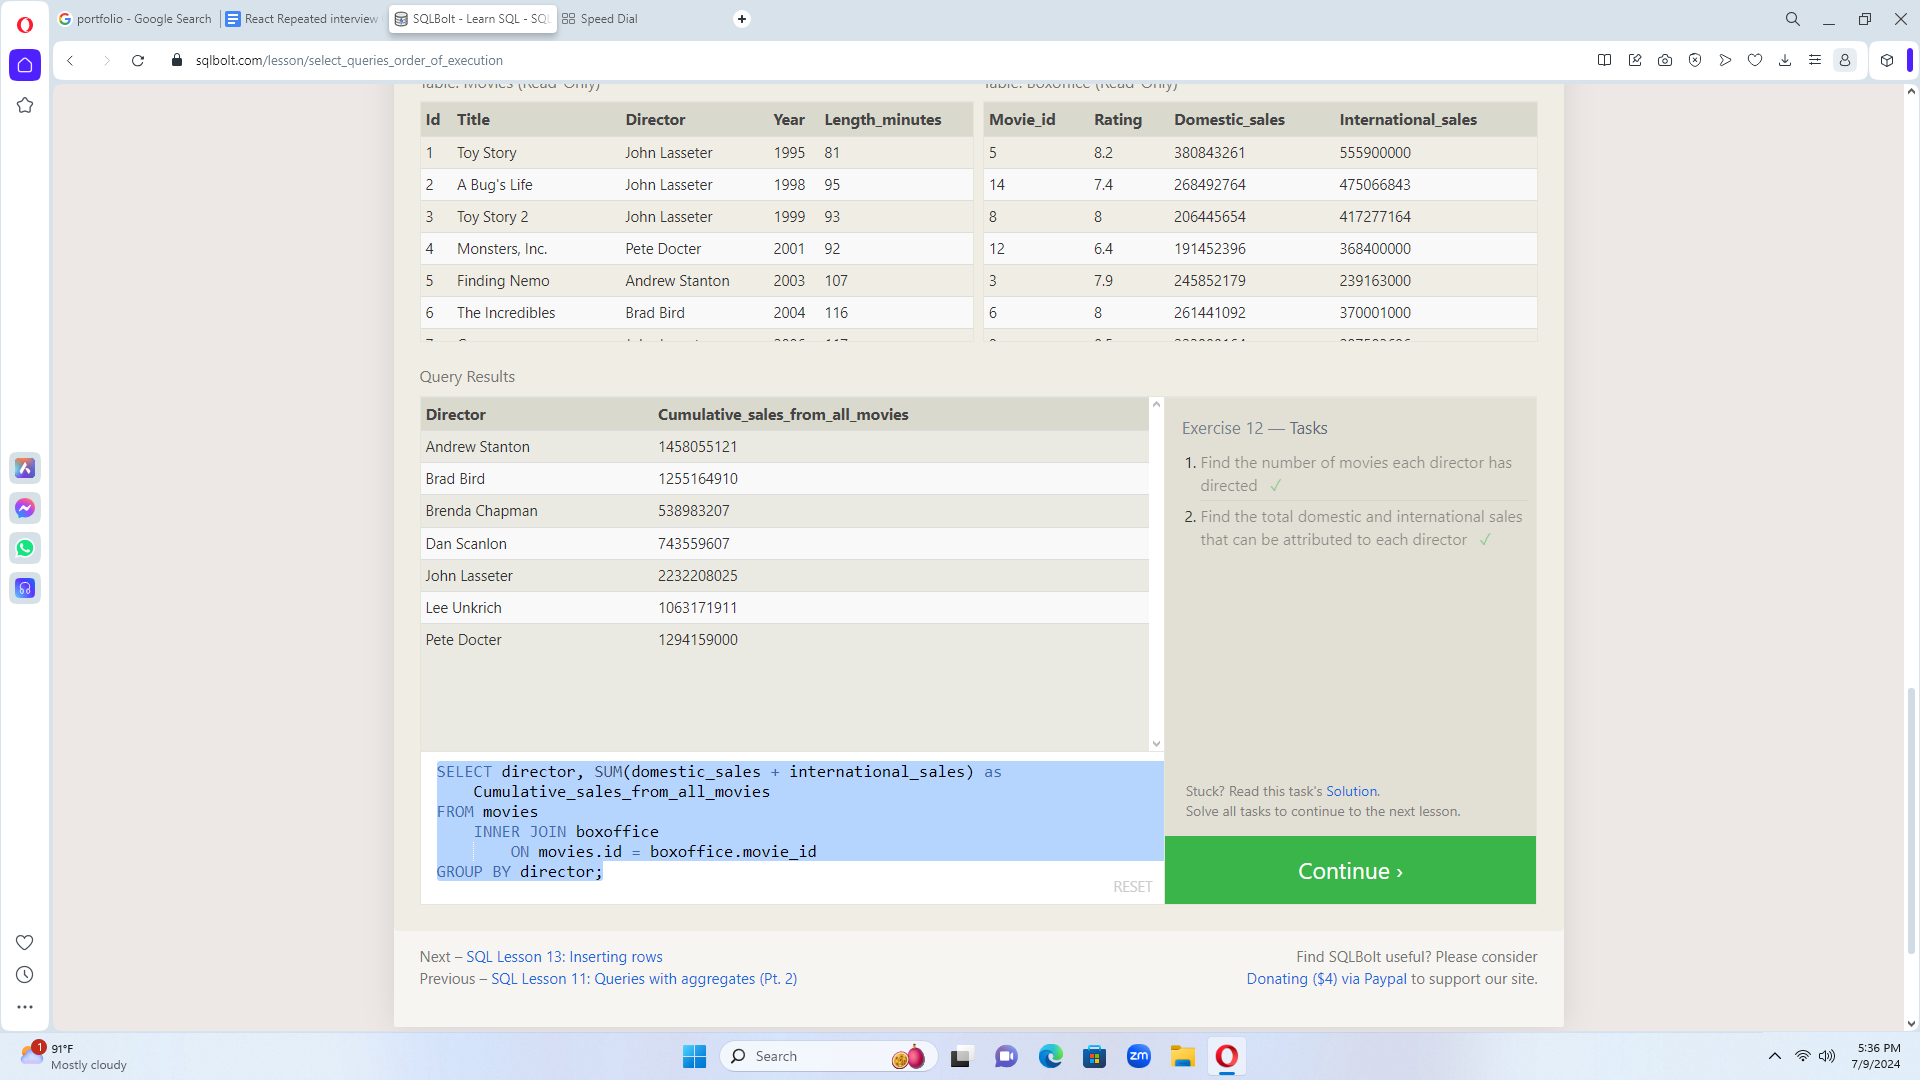 portfolio - Google Search
React Repeated interview
SQLBolt - Learn SQL - SQL
Speed Dial
sqlbolt.com/lesson/select_queries_order_of_execution
Table: Movies (Read-Only)
Table: Boxoffice (Read-Only)
Id Title Director Year Length_minutes
1 Toy Story John Lasseter 1995 81
2 A Bug's Life John Lasseter 1998 95
3 Toy Story 2 John Lasseter 1999 93
4 Monsters, Inc. Pete Docter 2001 92
5 Finding Nemo Andrew Stanton 2003 107
6 The Incredibles Brad Bird 2004 116
Movie_id Rating Domestic_sales International_sales
5 8.2 380843261 555900000
14 7.4 268492764 475066843
8 8 206445654 417277164
12 6.4 191452396 368400000
3 7.9 245852179 239163000
6 8 261441092 370001000
Query Results
Director Cumulative_sales_from_all_movies
Andrew Stanton 1458055121
Brad Bird 1255164910
Brenda Chapman 538983207
Dan Scanlon 743559607
John Lasseter 2232208025
Lee Unkrich 1063171911
Pete Docter 1294159000
Exercise 12 — Tasks
1. Find the number of movies each director has
directed ✓
2. Find the total domestic and international sales
that can be attributed to each director ✓
Stuck? Read this task's Solution.
Solve all tasks to continue to the next lesson.
Continue ›
SELECT director, SUM(domestic_sales + international_sales) as
Cumulative_sales_from_all_movies
FROM movies
INNER JOIN boxoffice
ON movies.id = boxoffice.movie_id
GROUP BY director;
RESET
Next – SQL Lesson 13: Inserting rows
Previous – SQL Lesson 11: Queries with aggregates (Pt. 2)
Find SQLBolt useful? Please consider
Donating ($4) via Paypal to support our site.
1
91°F
Mostly cloudy
Search
zm
5:36 PM
7/9/2024